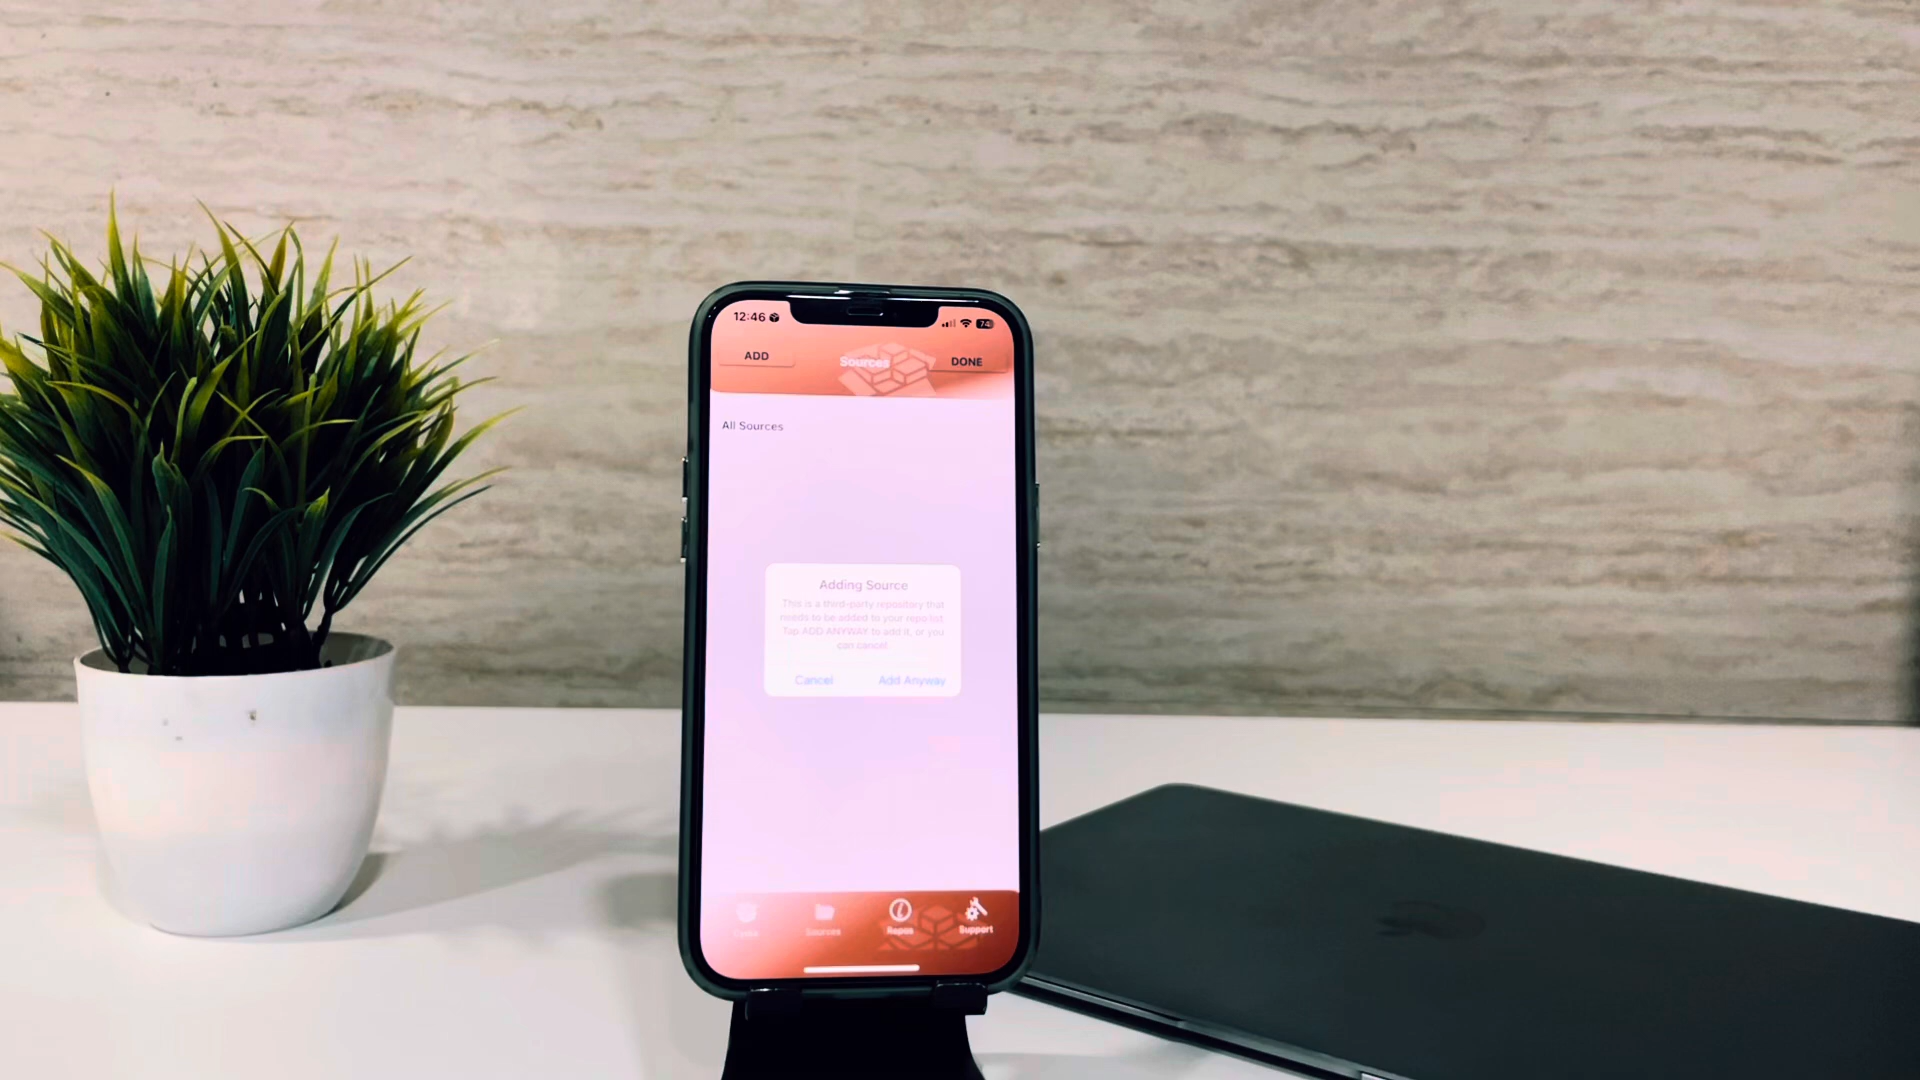 12:46
74
ADD
Sources
DONE
All Sources
Adding Source
This is a third-party repository that
needs to be added to your repo list.
Tap ADD ANYWAY to add it, or you
can cancel.
Cancel
Add Anyway
Sources
Repos
Support